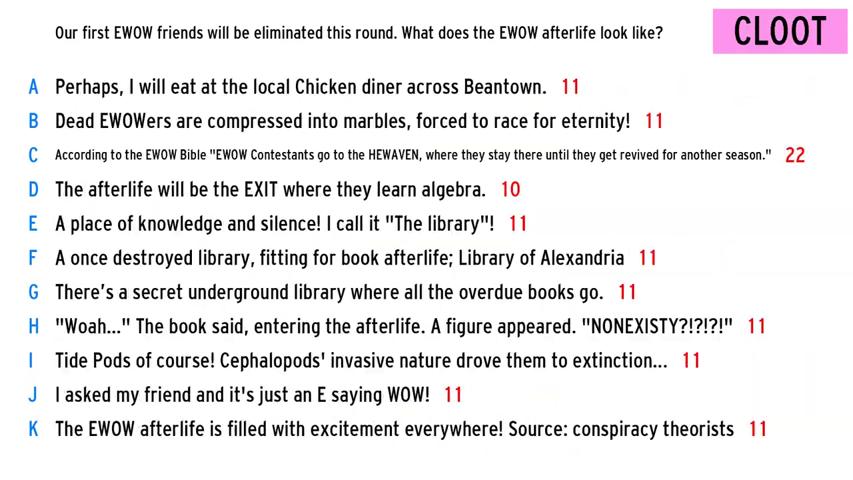 Our first EWOW friends will be eliminated this round. What does the EWOW afterlife look like?
CLOOT
A Perhaps, I will eat at the local Chicken diner across Beantown. 11
B Dead EWOWers are compressed into marbles, forced to race for eternity! 11
C According to the EWOW Bible "EWOW Contestants go to the HEWAVEN, where they stay there until they get revived for another season." 22
D The afterlife will be the EXIT where they learn algebra. 10
E A place of knowledge and silence! I call it "The library"! 11
F A once destroyed library, fitting for book afterlife; Library of Alexandria 11
G There's a secret underground library where all the overdue books go. 11
H "Woah..." The book said, entering the afterlife. A figure appeared. "NONEXISTY?!?!?!" 11
I Tide Pods of course! Cephalopods' invasive nature drove them to extinction... 11
J I asked my friend and it's just an E saying WOW! 11
K The EWOW afterlife is filled with excitement everywhere! Source: conspiracy theorists 11